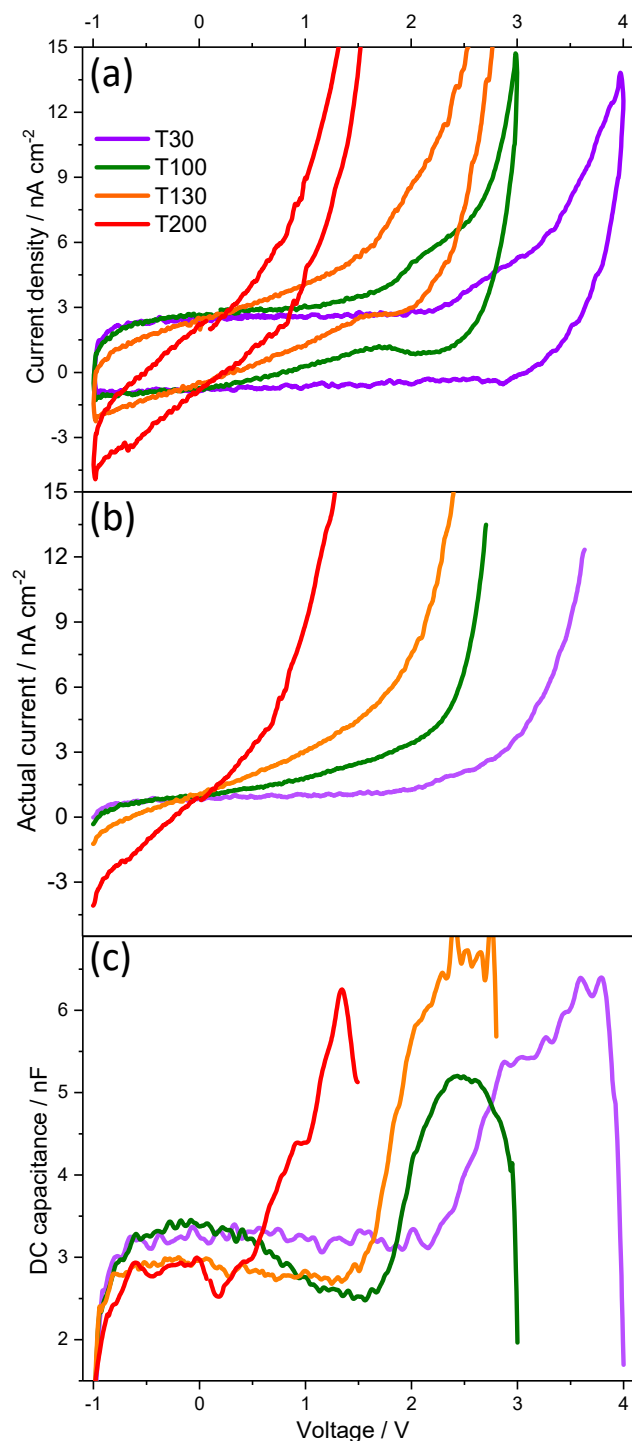 -1 0 1 2 3 4
15
(a)
12
T30
T100
T130
T200
9
6
3
0
-3
Current density / nA cm-2
15
(b)
12
9
6
3
0
-3
Actual current / nA cm-2
(c)
6
5
4
3
2
DC capacitance / nF
-1 0 1 2 3 4
Voltage / V